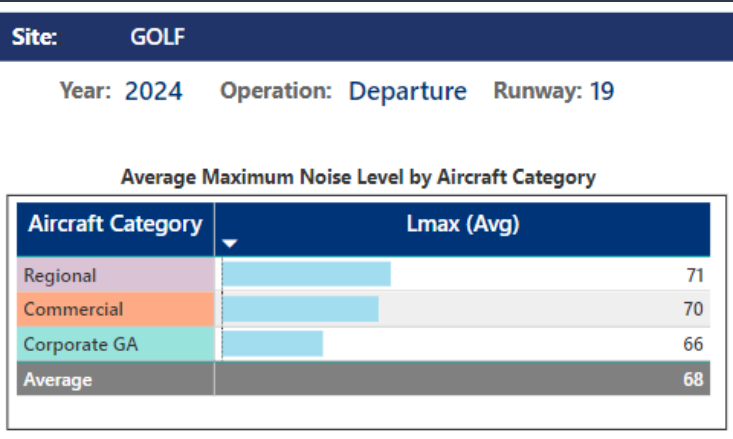 Site: GOLF
Year: 2024 Operation: Departure Runway: 19
Average Maximum Noise Level by Aircraft Category
Aircraft Category Lmax (Avg)
Regional 71
Commercial 70
Corporate GA 66
Average 68